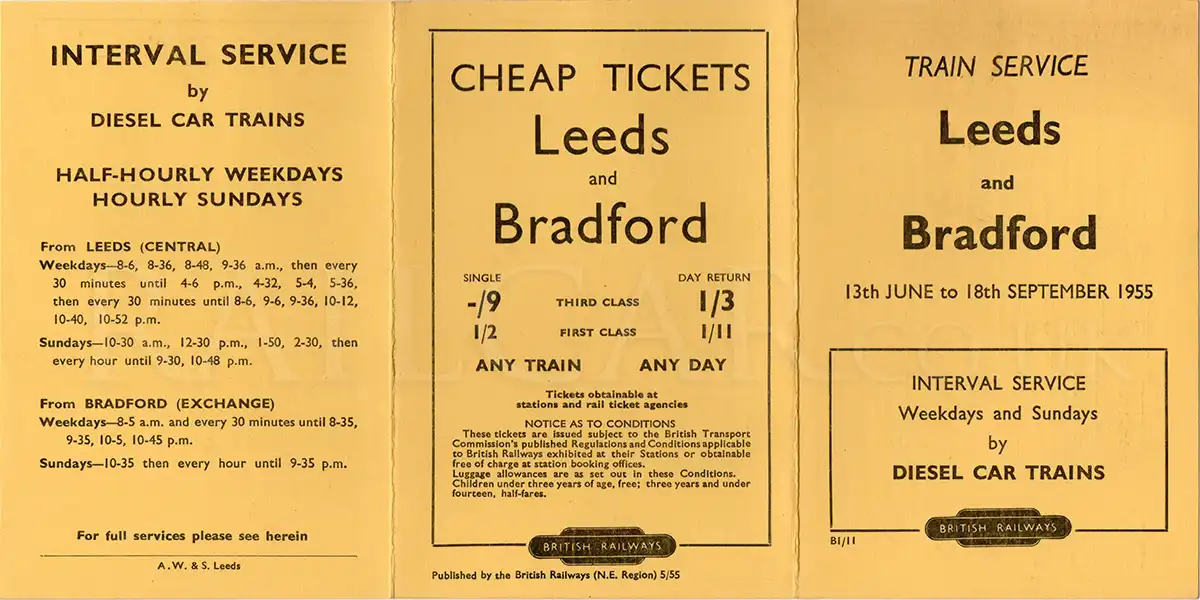 INTERVAL SERVICE
by
DIESEL CAR TRAINS
HALF-HOURLY WEEKDAYS
HOURLY SUNDAYS
From LEEDS (CENTRAL)
Weekdays—8-6, 8-36, 8-48, 9-36 a.m., then every
30 minutes until 4-6 p.m., 4-32, 5-4, 5-36,
then every 30 minutes until 8-6, 9-6, 9-36, 10-12,
10-40, 10-52 p.m.
Sundays—10-30 a.m., 12-30 p.m., 1-50, 2-30, then
every hour until 9-30, 10-48 p.m.
From BRADFORD (EXCHANGE)
Weekdays—8-5 a.m. and every 30 minutes until 8-35,
9-35, 10-5, 10-45 p.m.
Sundays—10-35 then every hour until 9-35 p.m.
For full services please see herein
A.W. & S. Leeds
CHEAP TICKETS
Leeds
and
Bradford
SINGLE DAY RETURN
-/9 THIRD CLASS 1/3
1/2 FIRST CLASS 1/11
ANY TRAIN ANY DAY
Tickets obtainable at
stations and rail ticket agencies
NOTICE AS TO CONDITIONS
These tickets are issued subject to the British Transport
Commission's published Regulations and Conditions applicable
to British Railways exhibited at their Stations or obtainable
free of charge at station booking offices.
Luggage allowances are as set out in these Conditions.
Children under three years of age, free; three years and under
fourteen, half-fares.
BRITISH RAILWAYS
Published by the British Railways (N.E. Region) 5/55
TRAIN SERVICE
Leeds
and
Bradford
13th JUNE to 18th SEPTEMBER 1955
INTERVAL SERVICE
Weekdays and Sundays
by
DIESEL CAR TRAINS
BRITISH RAILWAYS
B1/11
RAILCAR.co.uk